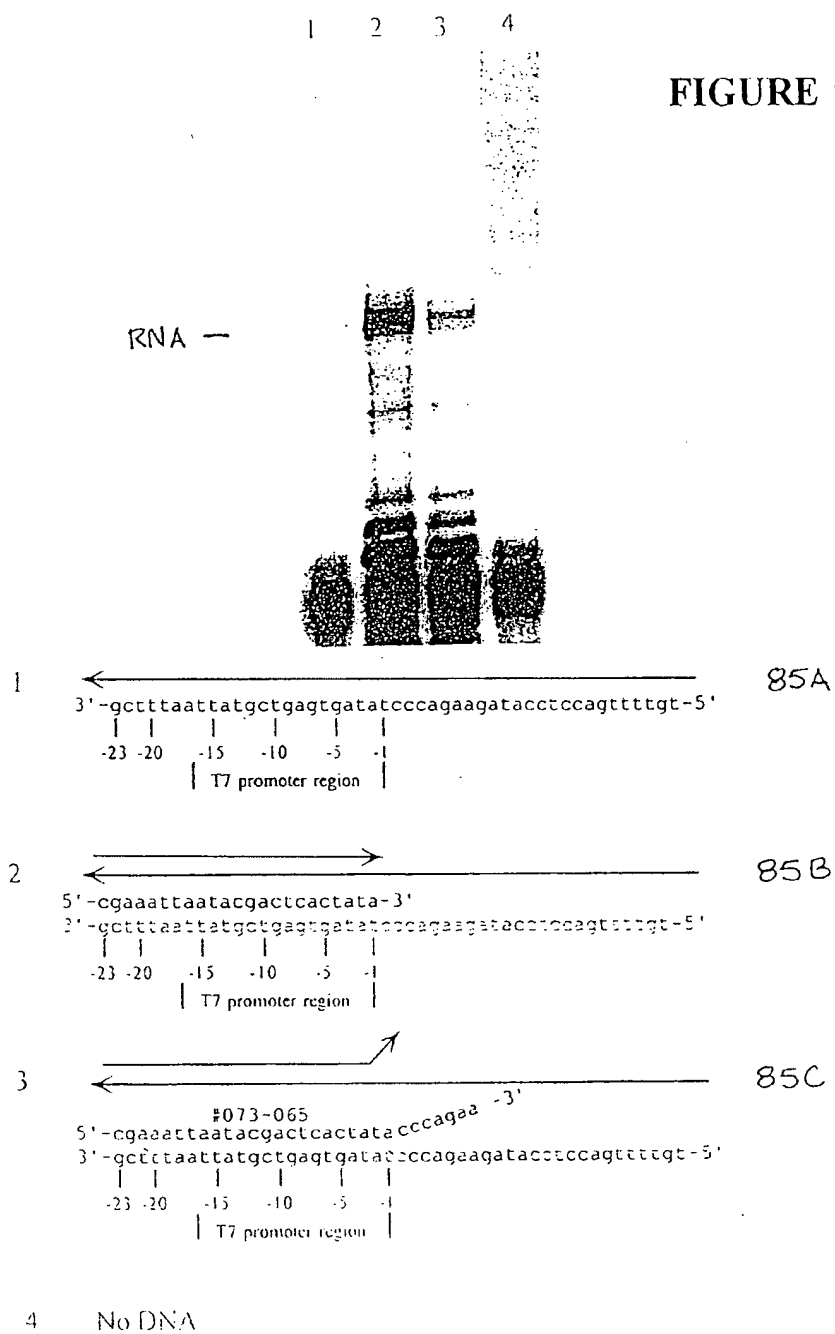 1 2 3 4
FIGURE
RNA —
1 85A
3'-gctttaattatgctgagtgatatcccagaagatacctccagttttgt-5'
-23 -20 -15 -10 -5 -1
T7 promoter region
2 85B
5'-cgaaattaatacgactcactata-3'
3'-gctttaattatgctgagtgatatcccagaagatacctccagttttgt-5'
-23 -20 -15 -10 -5 -1
T7 promoter region
3 85C
#073-065
5'-cgaaattaatacgactcactatacccagaa -3'
3'-gctttaattatgctgagtgatatcccagaagatacctccagttttgt-5'
-23 -20 -15 -10 -5 -1
T7 promoter region
4 No DNA